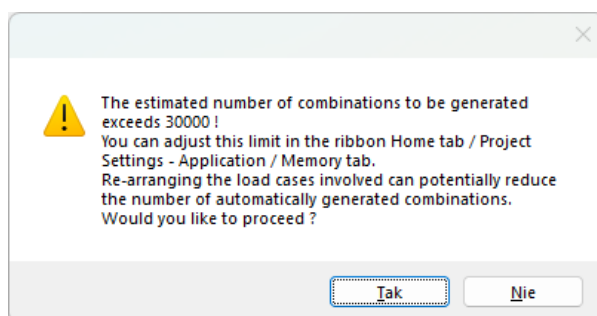 The estimated number of combinations to be generated
exceeds 30000 !
You can adjust this limit in the ribbon Home tab / Project
Settings - Application / Memory tab.
Re-arranging the load cases involved can potentially reduce
the number of automatically generated combinations.
Would you like to proceed ?
Tak
Nie